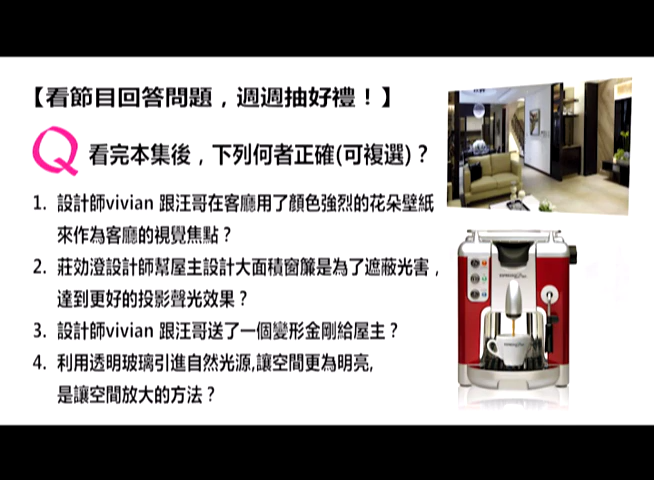 【看節目回答問題，週週抽好禮！】
Q 看完本集後，下列何者正確(可複選)？
1. 設計師vivian 跟汪哥在客廳用了顏色強烈的花朵壁紙
來作為客廳的視覺焦點？
2. 莊効澄設計師幫屋主設計大面積窗簾是為了遮蔽光害，
達到更好的投影聲光效果？
3. 設計師vivian 跟汪哥送了一個變形金剛給屋主？
4. 利用透明玻璃引進自然光源,讓空間更為明亮,
是讓空間放大的方法？